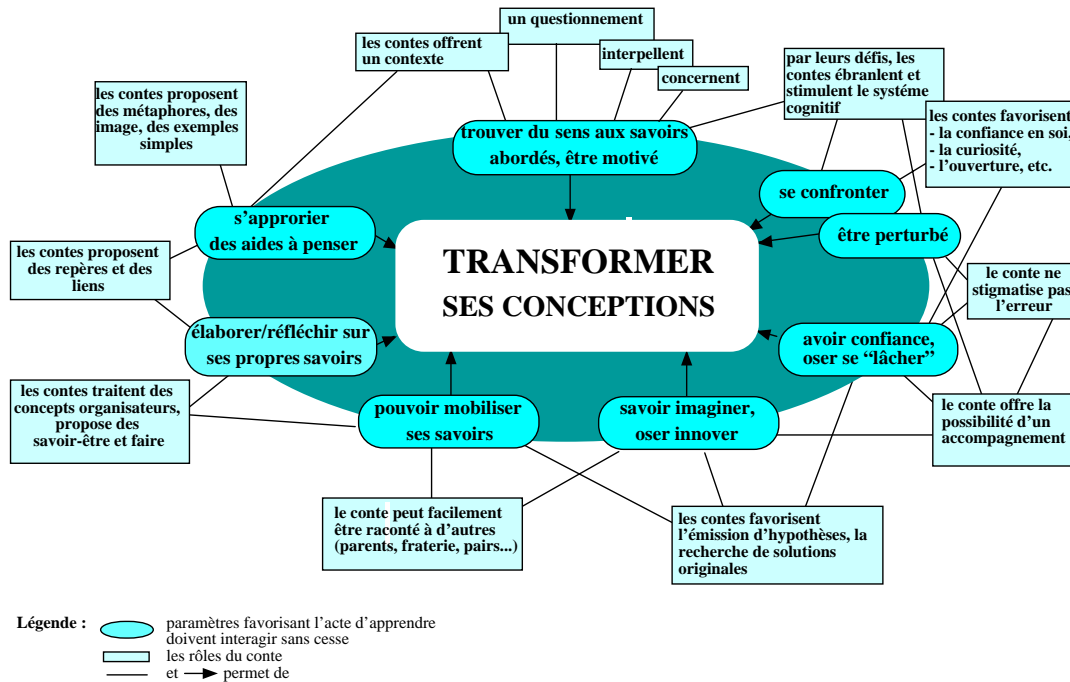 un questionnement
les contes offrent
un contexte
interpellent
concernent
par leurs défis, les
contes ébranlent et
stimulent le systéme
cognitif
les contes proposent
des métaphores, des
image, des exemples
simples
les contes favorisent
- la confiance en soi,
- la curiosité,
- l'ouverture, etc.
trouver du sens aux savoirs
abordés, être motivé
se confronter
s'approrier
des aides à penser
être perturbé
TRANSFORMER
SES CONCEPTIONS
les contes proposent
des repères et des
liens
le conte ne
stigmatise pas
l'erreur
élaborer/réfléchir sur
ses propres savoirs
avoir confiance,
oser se “lâcher”
les contes traitent des
concepts organisateurs,
propose des
savoir-être et faire
pouvoir mobiliser
ses savoirs
savoir imaginer,
oser innover
le conte offre la
possibilité d'un
accompagnement
le conte peut facilement
être raconté à d'autres
(parents, fraterie, pairs...)
les contes favorisent
l'émission d'hypothèses, la
recherche de solutions
originales
Légende :
paramètres favorisant l'acte d'apprendre
doivent interagir sans cesse
les rôles du conte
et permet de